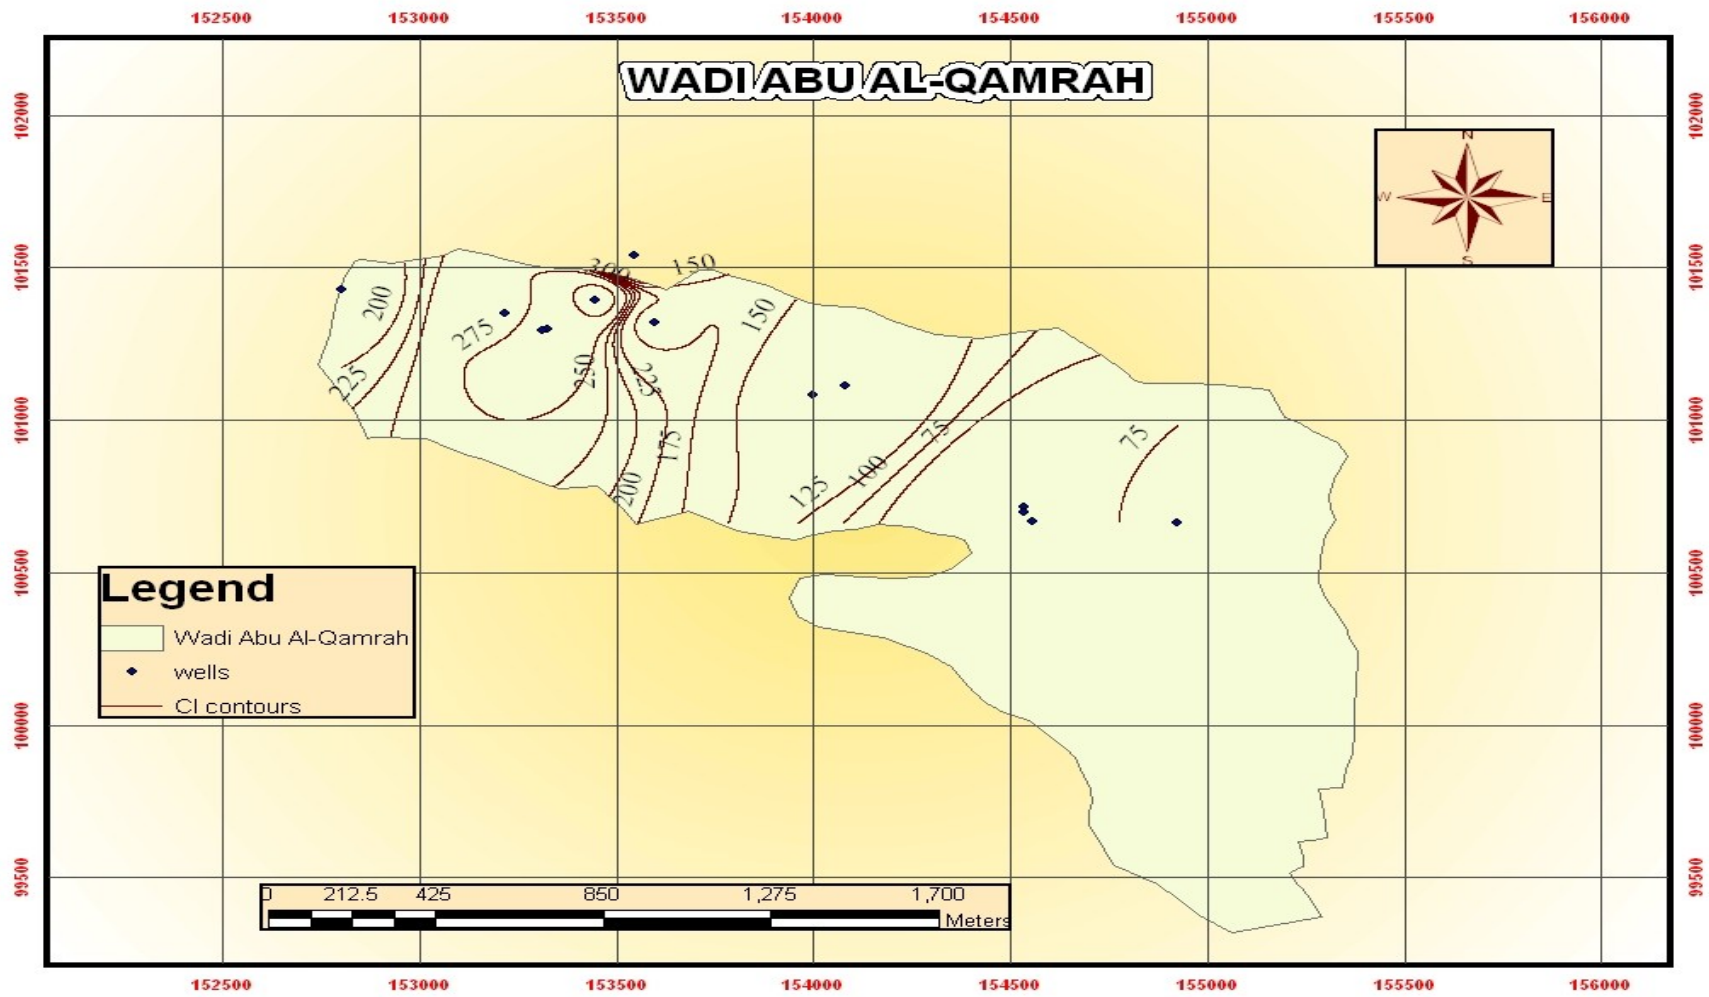 152500 153000 153500 154000 154500 155000 155500 156000
WADI ABU AL-QAMRAH
102000 102000
N
W E
S
101500 101500
300 150
200 275 150
225 250 225
101000 101000
75 75
175
200 125 100
100500 100500
Legend
Wadi Abu Al-Qamrah
wells
Cl contours
100000 100000
99500 99500
0 212.5 425 850 1,275 1,700
Meters
152500 153000 153500 154000 154500 155000 155500 156000